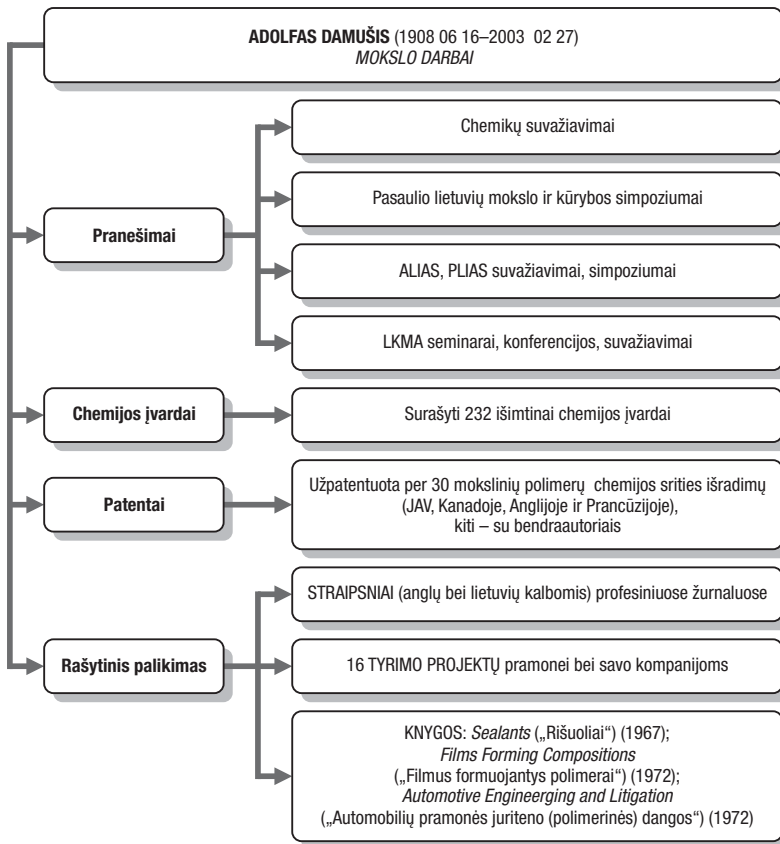 ADOLFAS DAMUŠIS (1908 06 16–2003 02 27)
MOKSLO DARBAI
Pranešimai
Chemikų suvažiavimai
Pasaulio lietuvių mokslo ir kūrybos simpoziumai
ALIAS, PLIAS suvažiavimai, simpoziumai
LKMA seminarai, konferencijos, suvažiavimai
Chemijos įvardai
Surašyti 232 išimtinai chemijos įvardai
Patentai
Užpatentuota per 30 mokslinių polimerų chemijos srities išradimų
(JAV, Kanadoje, Anglijoje ir Prancūzijoje),
kiti – su bendraautoriais
Rašytinis palikimas
STRAIPSNIAI (anglų bei lietuvių kalbomis) profesiniuose žurnaluose
16 TYRIMO PROJEKTŲ pramonei bei savo kompanijoms
KNYGOS: Sealants („Rišuoliai“) (1967);
Films Forming Compositions
(„Filmus formuojantys polimerai“) (1972);
Automotive Engineerging and Litigation
(„Automobilių pramonės juriteno (polimerinės) dangos“) (1972)